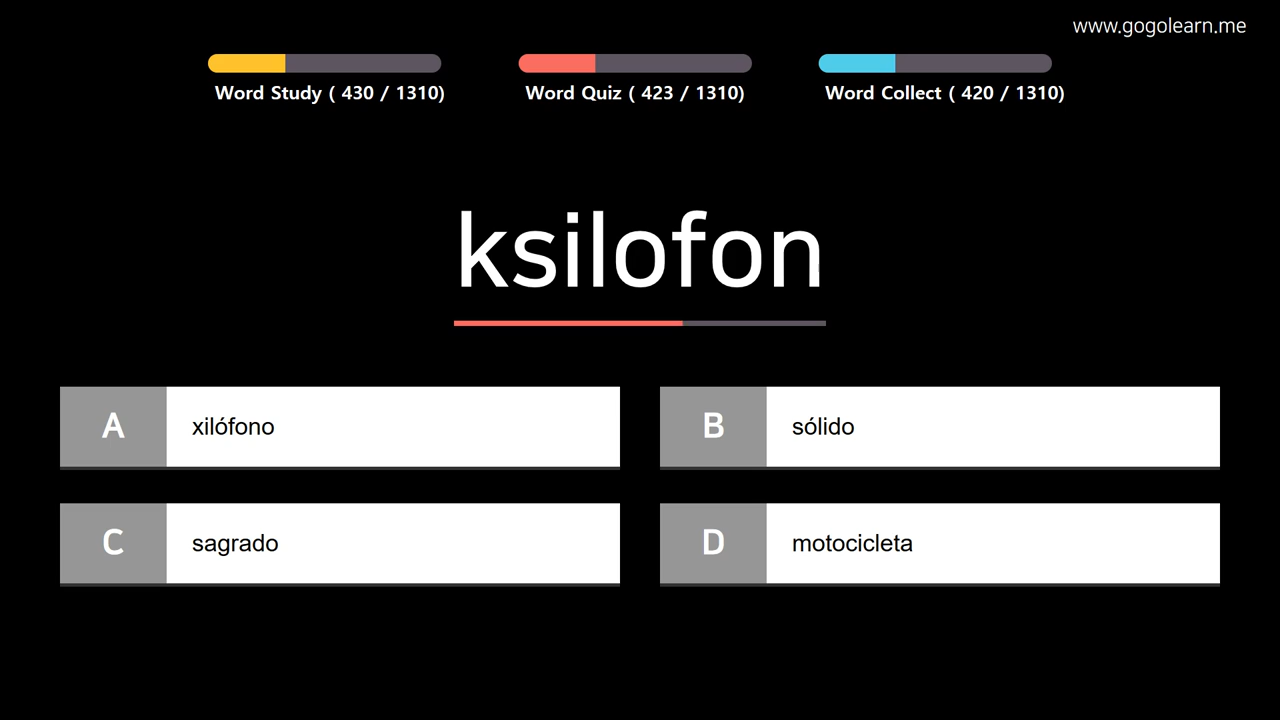 www.gogolearn.me
Word Study ( 430 / 1310)
Word Quiz ( 423 / 1310)
Word Collect ( 420 / 1310)
ksilofon
A xilófono
B sólido
C sagrado
D motocicleta